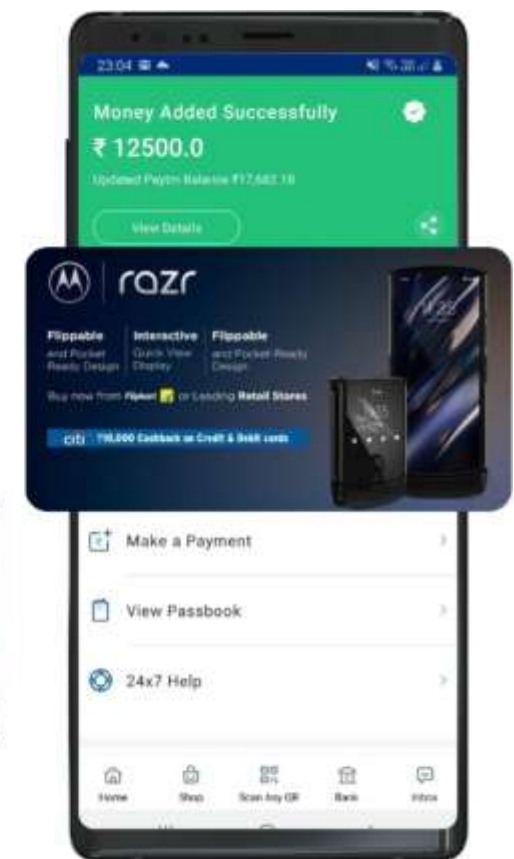 23:04
Money Added Successfully
₹ 12500.0
Updated Paytm Balance ₹17,682.18
View Details
razr
Flippable
and Pocket
Ready Design
Interactive
Quick View
Display
Flippable
and Pocket Ready
Design
Buy now from Flipkart or Leading Retail Stores
citi ₹10,000 Cashback on Credit & Debit cards
Make a Payment
View Passbook
24x7 Help
Home Shop Scan Any QR Bank Inbox